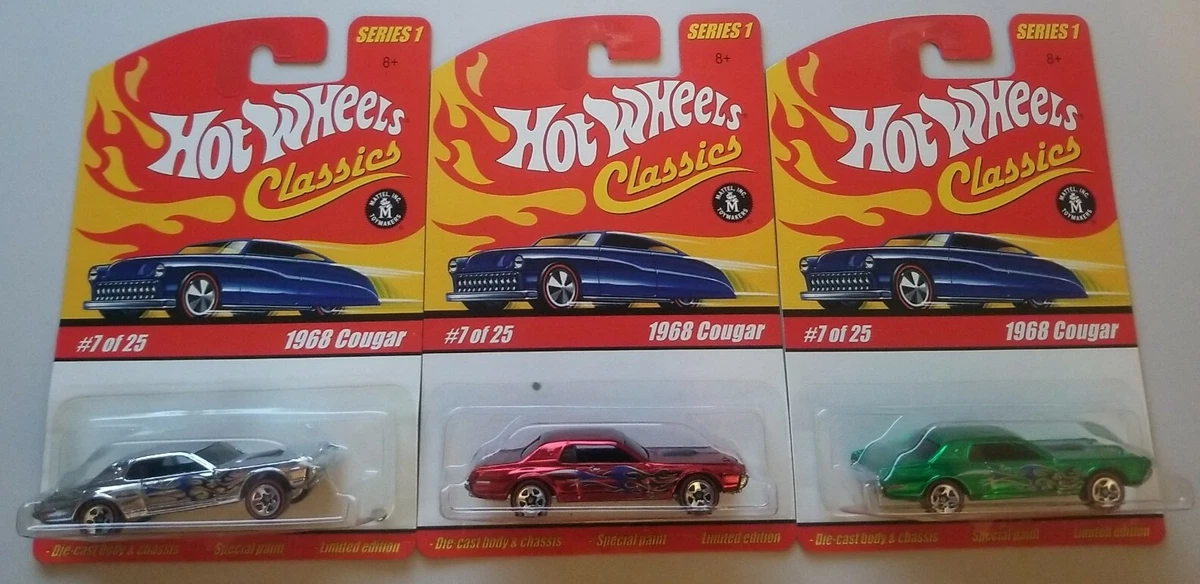 SERIES 1
8+
Hot Wheels
Classics
MATTEL, INC.
M
TOYMAKERS
#7 of 25
1968 Cougar
- Die-cast body & chassis - Special paint - Limited edition
SERIES 1
8+
Hot Wheels
Classics
MATTEL, INC.
M
TOYMAKERS
#7 of 25
1968 Cougar
- Die-cast body & chassis - Special paint - Limited edition
SERIES 1
8+
Hot Wheels
Classics
MATTEL, INC.
M
TOYMAKERS
#7 of 25
1968 Cougar
- Die-cast body & chassis Special paint Limited edition